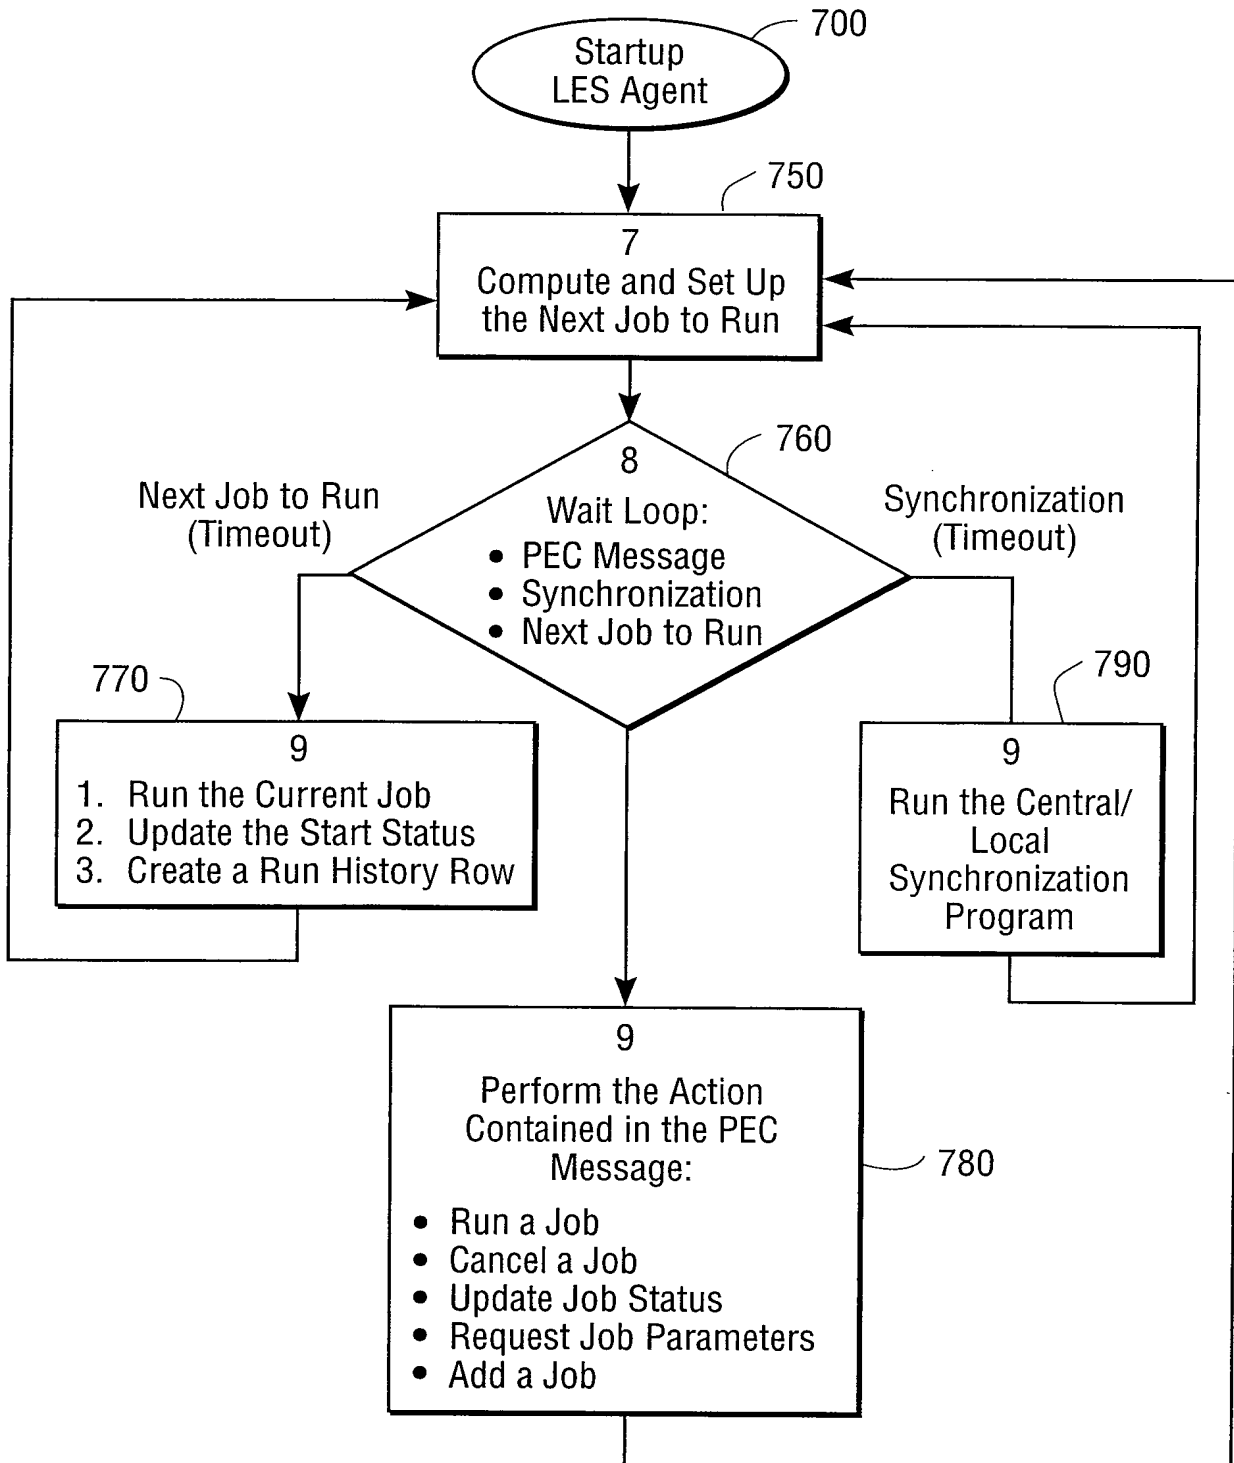 700
Startup
LES Agent
750
7
Compute and Set Up
the Next Job to Run
760
8
Wait Loop:
• PEC Message
• Synchronization
• Next Job to Run
Next Job to Run
(Timeout)
Synchronization
(Timeout)
770
9
1. Run the Current Job
2. Update the Start Status
3. Create a Run History Row
790
9
Run the Central/
Local
Synchronization
Program
9
Perform the Action
Contained in the PEC
Message:
• Run a Job
• Cancel a Job
• Update Job Status
• Request Job Parameters
• Add a Job
780